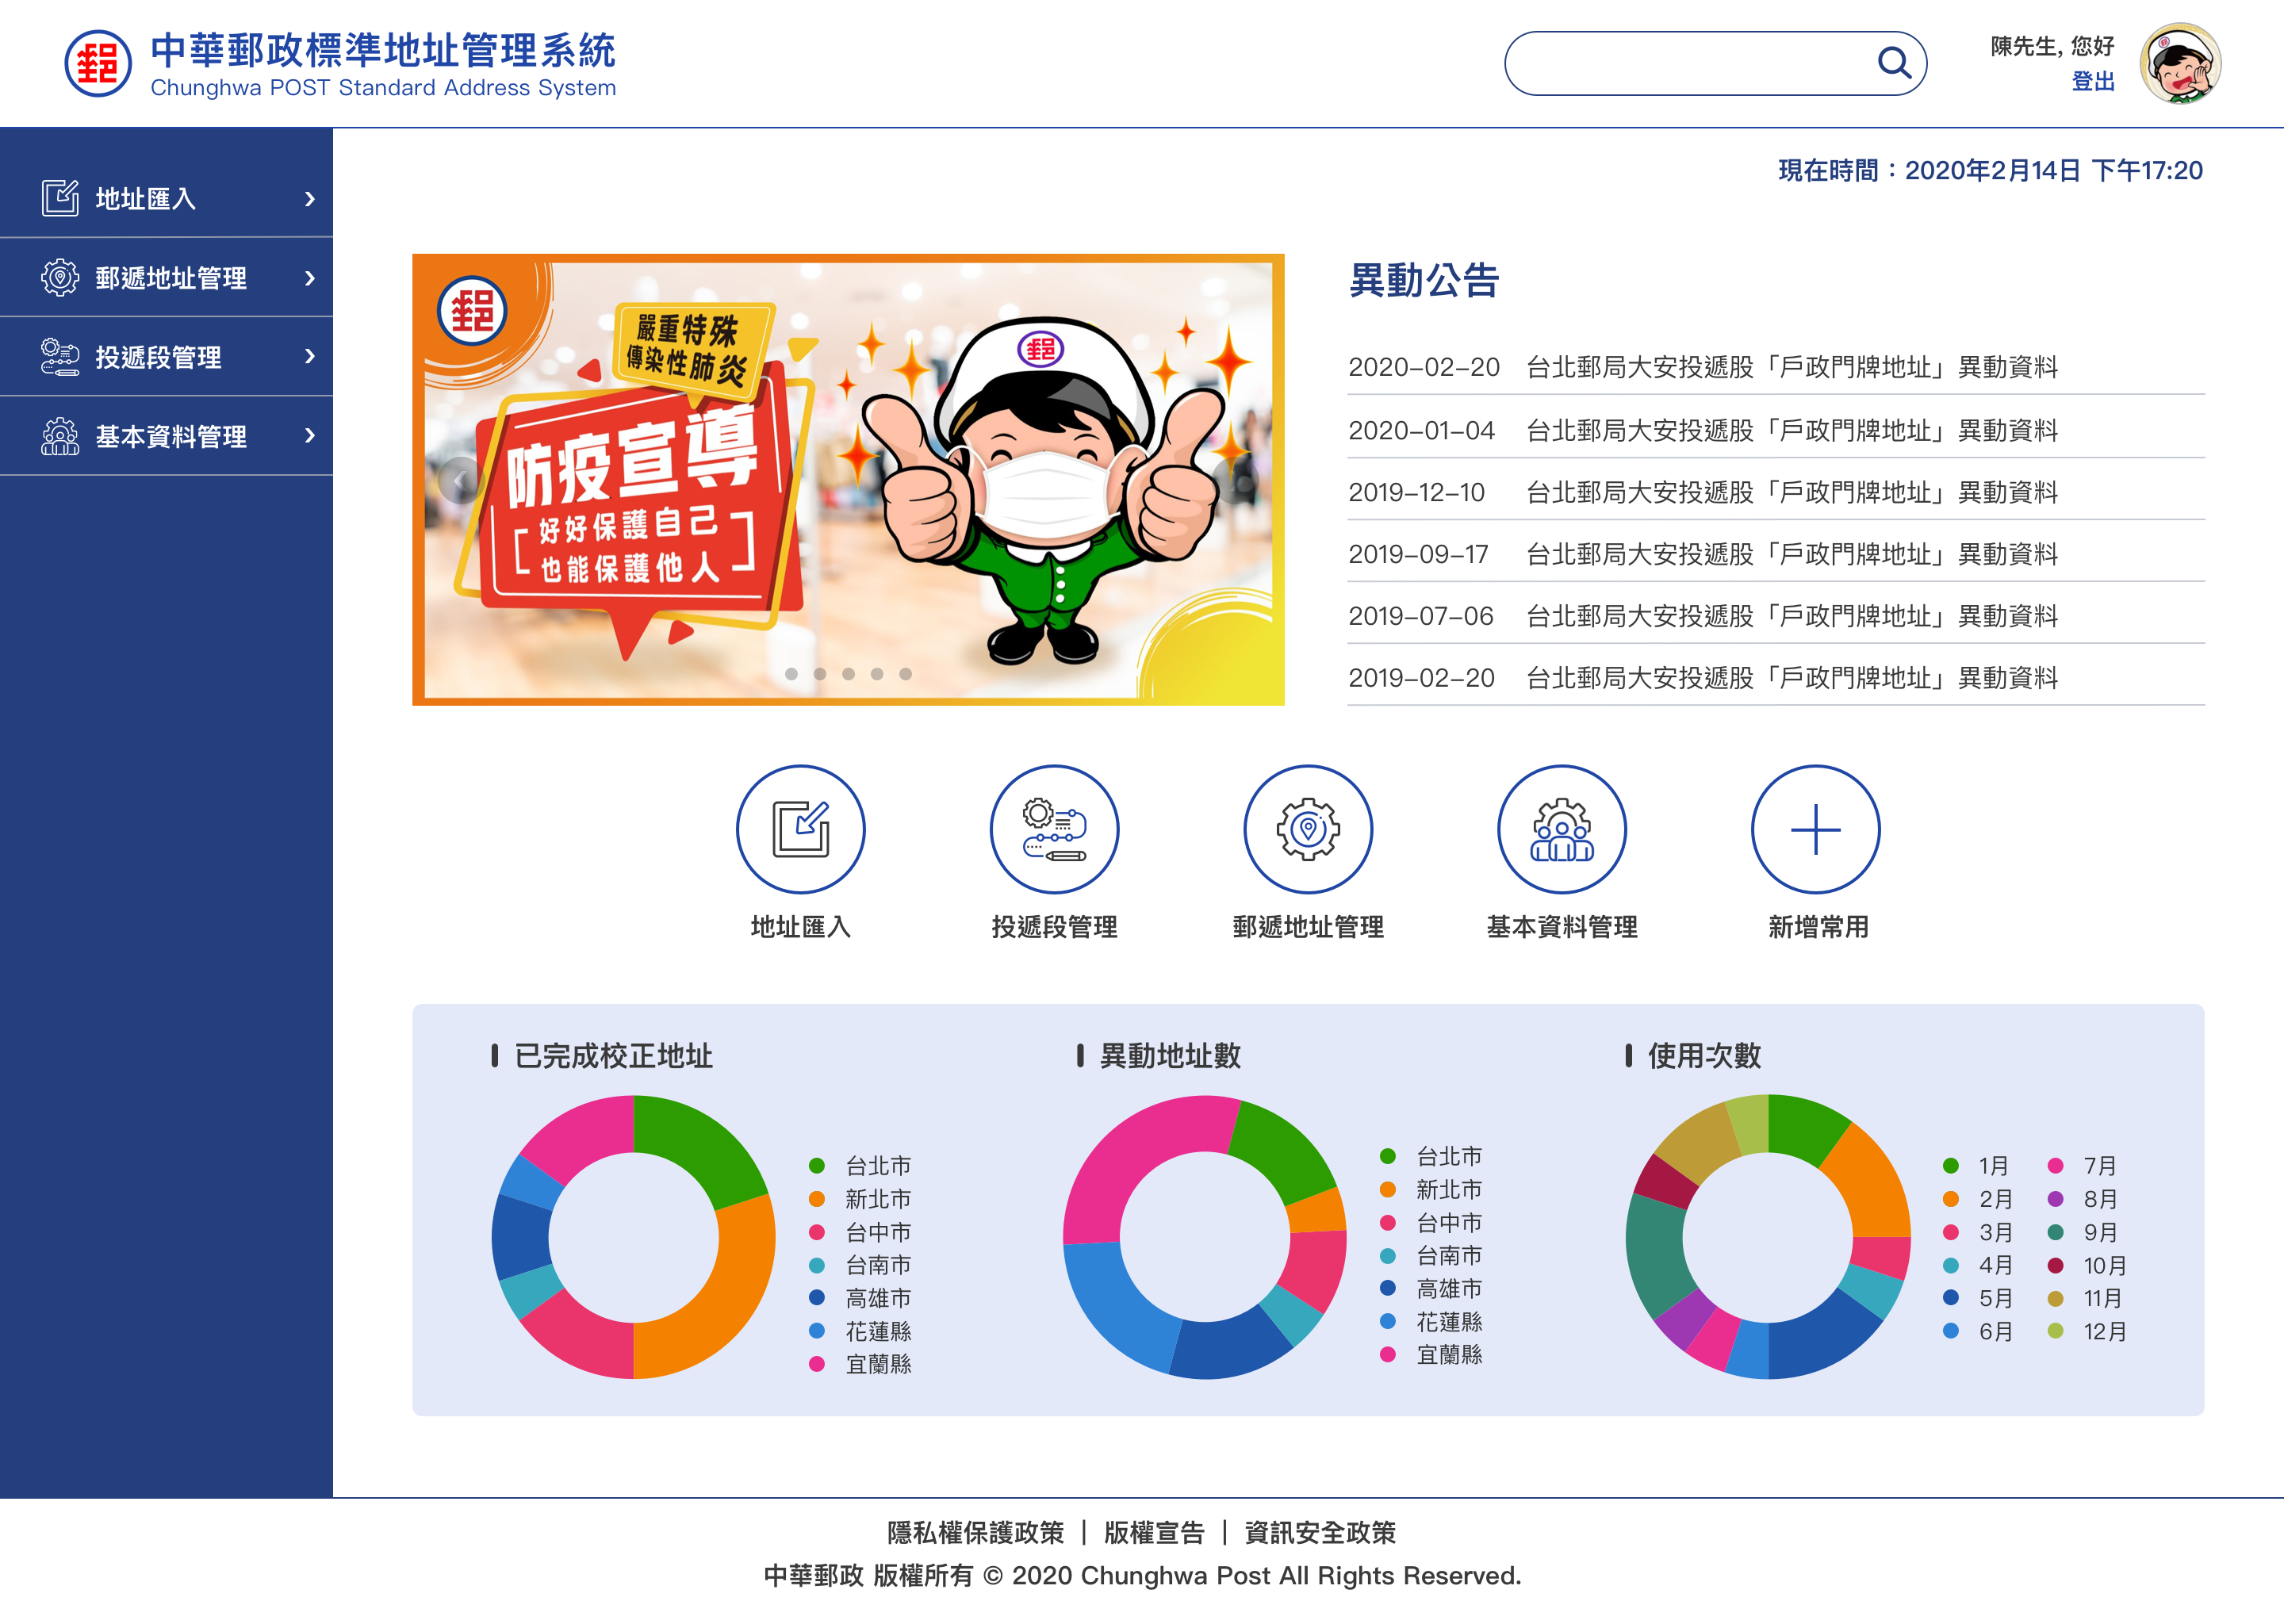 郵
中華郵政標準地址管理系統
Chunghwa POST Standard Address System
陳先生, 您好
登出
現在時間：2020年2月14日 下午17:20
地址匯入
郵遞地址管理
投遞段管理
基本資料管理
郵
嚴重特殊
傳染性肺炎
防疫宣導
好好保護自己
也能保護他人
郵
異動公告
2020-02-20 台北郵局大安投遞股「戶政門牌地址」異動資料
2020-01-04 台北郵局大安投遞股「戶政門牌地址」異動資料
2019-12-10 台北郵局大安投遞股「戶政門牌地址」異動資料
2019-09-17 台北郵局大安投遞股「戶政門牌地址」異動資料
2019-07-06 台北郵局大安投遞股「戶政門牌地址」異動資料
2019-02-20 台北郵局大安投遞股「戶政門牌地址」異動資料
地址匯入
投遞段管理
郵遞地址管理
基本資料管理
新增常用
已完成校正地址
台北市
新北市
台中市
台南市
高雄市
花蓮縣
宜蘭縣
異動地址數
台北市
新北市
台中市
台南市
高雄市
花蓮縣
宜蘭縣
使用次數
1月
2月
3月
4月
5月
6月
7月
8月
9月
10月
11月
12月
隱私權保護政策 | 版權宣告 | 資訊安全政策
中華郵政 版權所有 © 2020 Chunghwa Post All Rights Reserved.